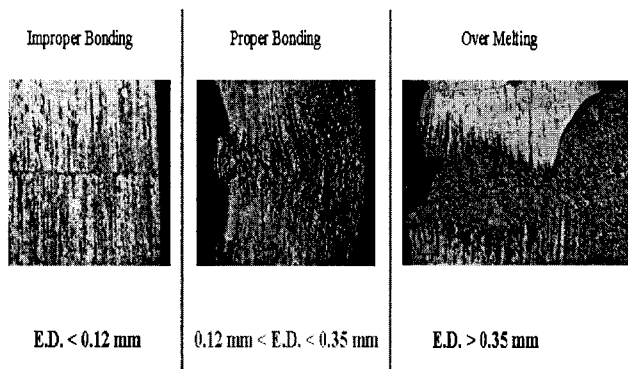 Improper Bonding
Proper Bonding
Over Melting
E.D. < 0.12 mm
0.12 mm < E.D. < 0.35 mm
E.D. > 0.35 mm